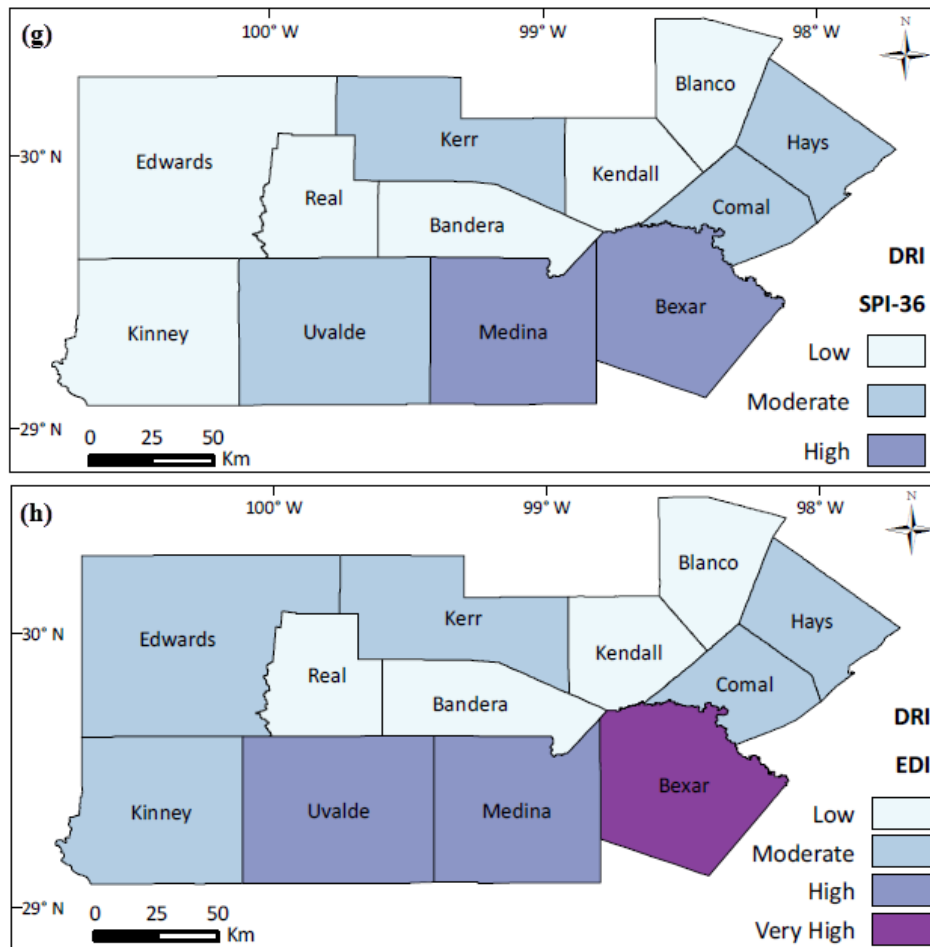 (g)
100° W
99° W
98° W
N
Blanco
Hays
Kerr
Edwards
30° N
Kendall
Real
Comal
Bandera
DRI
Bexar
SPI-36
Kinney
Uvalde
Medina
Low
Moderate
29° N
0 25 50
Km
High
(h)
100° W
99° W
98° W
N
Blanco
Hays
Kerr
30° N
Edwards
Kendall
Real
Comal
Bandera
DRI
EDI
Bexar
Kinney
Uvalde
Medina
Low
Moderate
High
29° N
0 25 50
Km
Very High